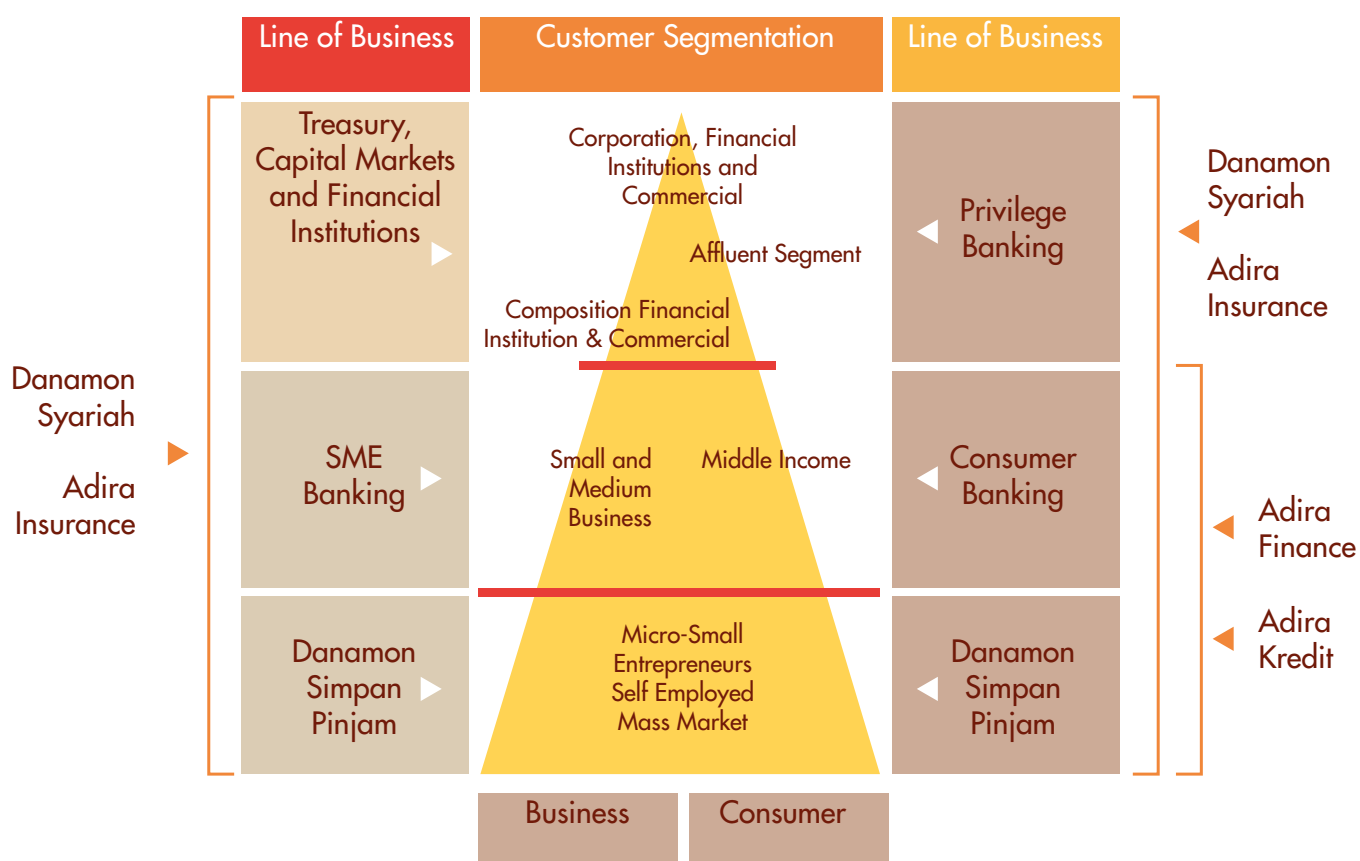 Line of Business
Customer Segmentation
Line of Business
Treasury,
Capital Markets
and Financial
Institutions
Corporation, Financial
Institutions and
Commercial
Affluent Segment
Composition Financial
Institution & Commercial
Privilege
Banking
Danamon
Syariah
Adira
Insurance
Danamon
Syariah
Adira
Insurance
SME
Banking
Small and
Medium
Business
Middle Income
Consumer
Banking
Adira
Finance
Adira
Kredit
Danamon
Simpan
Pinjam
Micro-Small
Entrepreneurs
Self Employed
Mass Market
Danamon
Simpan
Pinjam
Business
Consumer